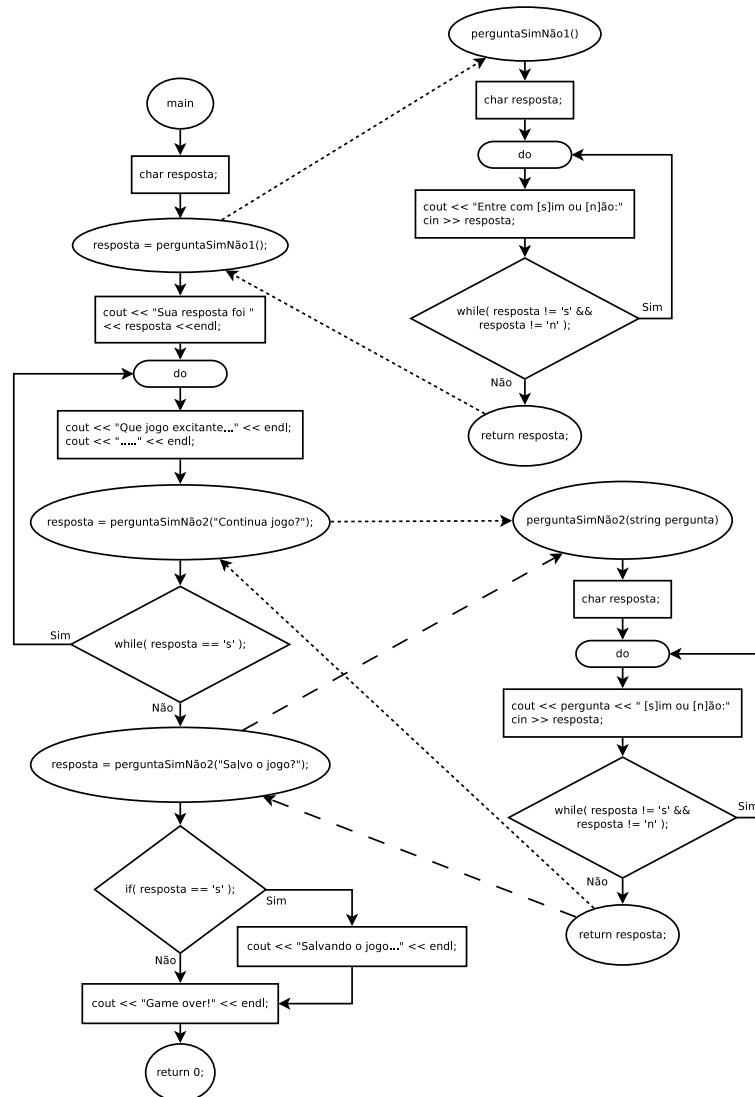 main
char resposta;
resposta = perguntaSimNão1();
cout << "Sua resposta foi "
<< resposta <<endl;
do
cout << "Que jogo excitante..." << endl;
cout << "....." << endl;
resposta = perguntaSimNão2("Continua jogo?");
while( resposta == 's' );
Sim
Não
resposta = perguntaSimNão2("Salvo o jogo?");
if( resposta == 's' );
Sim
cout << "Salvando o jogo..." << endl;
Não
cout << "Game over!" << endl;
return 0;
perguntaSimNão1()
char resposta;
do
cout << "Entre com [s]im ou [n]ão:"
cin >> resposta;
while( resposta != 's' &&
resposta != 'n' );
Sim
Não
return resposta;
perguntaSimNão2(string pergunta)
char resposta;
do
cout << pergunta << " [s]im ou [n]ão:"
cin >> resposta;
while( resposta != 's' &&
resposta != 'n' );
Sim
Não
return resposta;